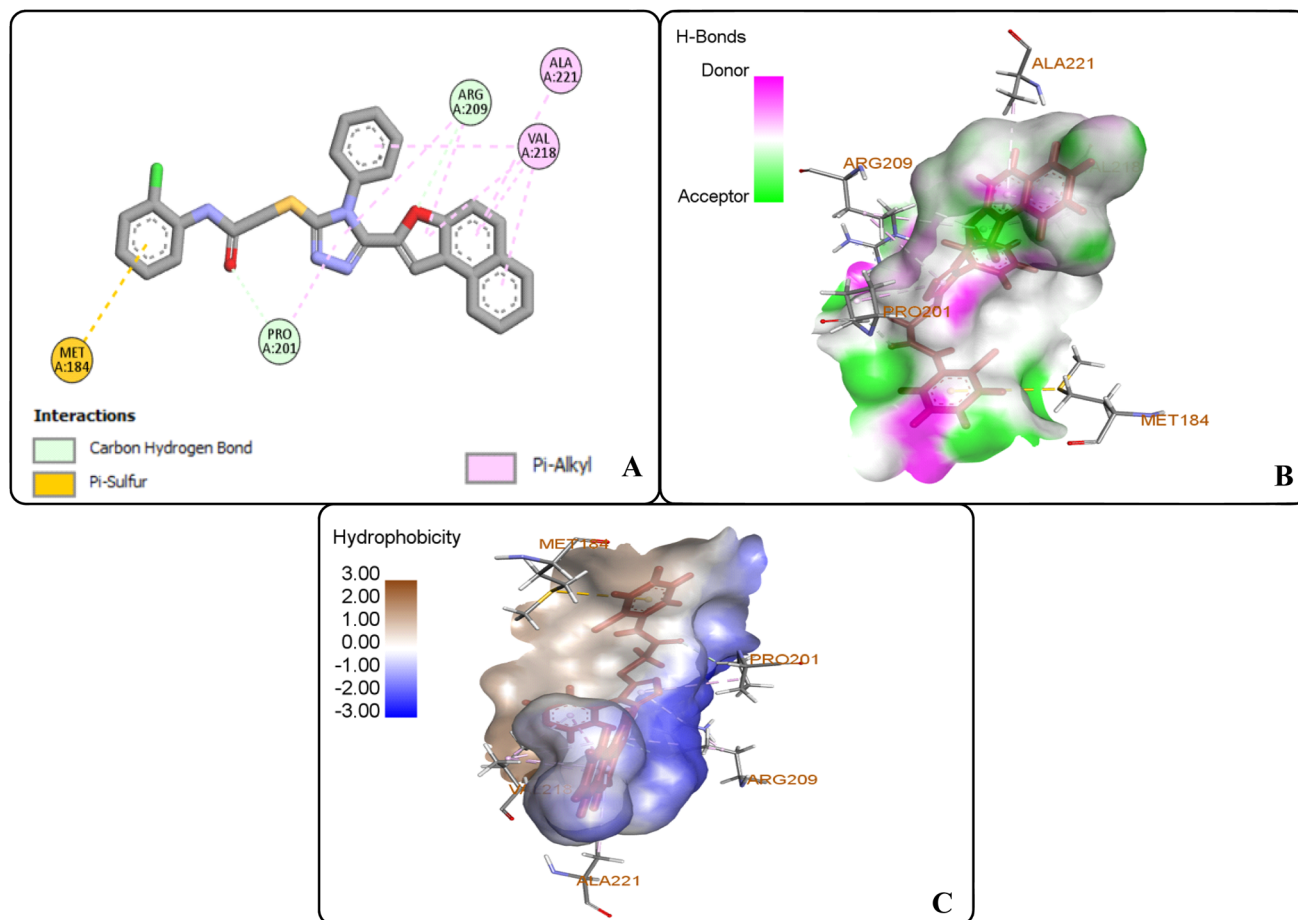 ALA
A:221
ARG
A:209
VAL
A:218
PRO
A:201
MET
A:184
Interactions
Carbon Hydrogen Bond
Pi-Sulfur
Pi-Alkyl
A
H-Bonds
Donor
Acceptor
ALA221
ARG209
PRO201
MET184
B
Hydrophobicity
3.00
2.00
1.00
0.00
-1.00
-2.00
-3.00
MET184
PRO201
ARG209
ALA221
C